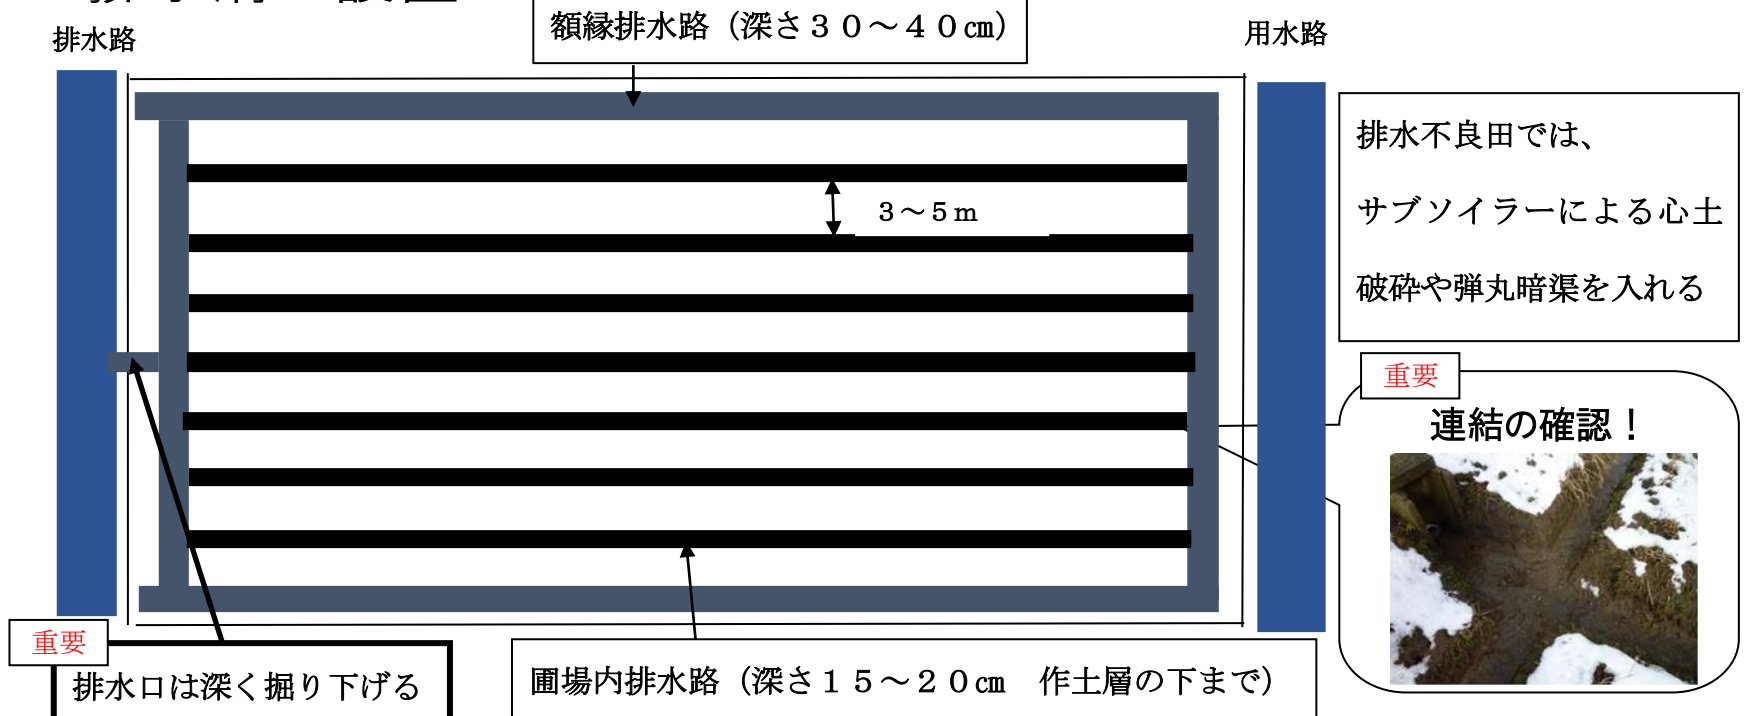 排水路
額縁排水路（深さ３０～４０㎝）
用水路
排水不良田では、
サブソイラーによる心土
破砕や弾丸暗渠を入れる
３～５ｍ
重要
連結の確認！
重要
排水口は深く掘り下げる
圃場内排水路（深さ１５～２０㎝　作土層の下まで）